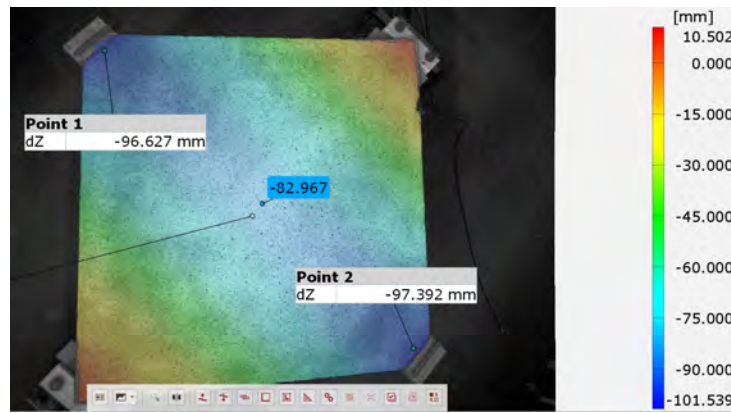 [mm]
10.502
0.000
-15.000
-30.000
-45.000
-60.000
-75.000
-90.000
-101.539
Point 1
dZ -96.627 mm
-82.967
Point 2
dZ -97.392 mm